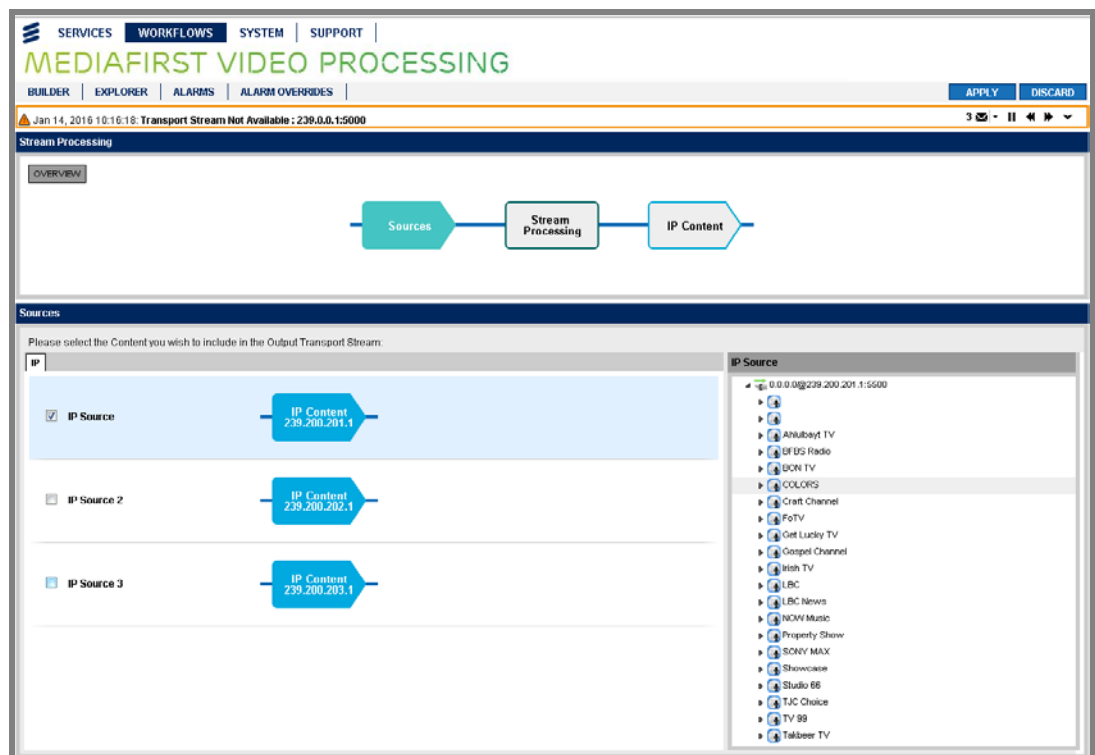 SERVICES WORKFLOWS SYSTEM SUPPORT
MEDIAFIRST VIDEO PROCESSING
BUILDER EXPLORER ALARMS ALARM OVERRIDES APPLY DISCARD
Jan 14, 2016 10:16:18: Transport Stream Not Available : 239.0.0.1:5000 3
Stream Processing
OVERVIEW
Sources
Stream
Processing
IP Content
Sources
Please select the Content you wish to include in the Output Transport Stream:
IP
IP Source
IP Content
239.200.201.1
IP Source 2
IP Content
239.200.202.1
IP Source 3
IP Content
239.200.203.1
IP Source
0.0.0.0@239.200.201.1:5500
Ahlulbayt TV
BFBS Radio
BON TV
COLORS
Craft Channel
FoTV
Get Lucky TV
Gospel Channel
Irish TV
LBC
LBC News
NOW Music
Property Show
SONY MAX
Showcase
Studio 66
TJC Choice
TV 99
Takbeer TV